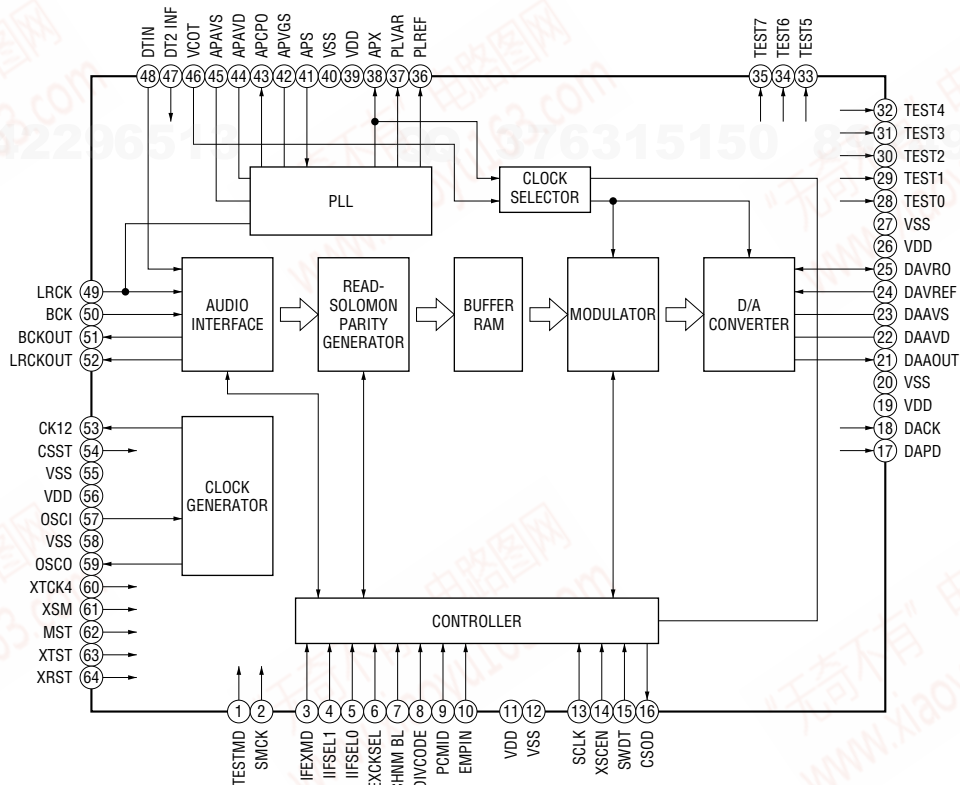 DTIN
DT2 INF
VCOT
APAVS
APAVD
APCPO
APVGS
APS
VSS
VDD
APX
PLVAR
PLREF
TEST7
TEST6
TEST5
48 47 46 45 44 43 42 41 40 39 38 37 36
35 34 33
PLL
CLOCK
SELECTOR
32 TEST4
31 TEST3
30 TEST2
29 TEST1
28 TEST0
27 VSS
26 VDD
25 DAVRO
24 DAVREF
23 DAAVS
22 DAAVD
21 DAAOUT
20 VSS
19 VDD
18 DACK
17 DAPD
LRCK 49
BCK 50
BCKOUT 51
LRCKOUT 52
CK12 53
CSST 54
VSS 55
VDD 56
OSCI 57
VSS 58
OSCO 59
XTCK4 60
XSM 61
MST 62
XTST 63
XRST 64
AUDIO
INTERFACE
READ-
SOLOMON
PARITY
GENERATOR
BUFFER
RAM
MODULATOR
D/A
CONVERTER
CLOCK
GENERATOR
CONTROLLER
1 2 3 4 5 6 7 8 9 10 11 12 13 14 15 16
TESTMD
SMCK
IFEXMD
IIFSEL1
IIFSEL0
EXCKSEL
CHNM BL
DIVCODE
PCMID
EMPIN
VDD
VSS
SCLK
XSCEN
SWDT
CSOD
376315150